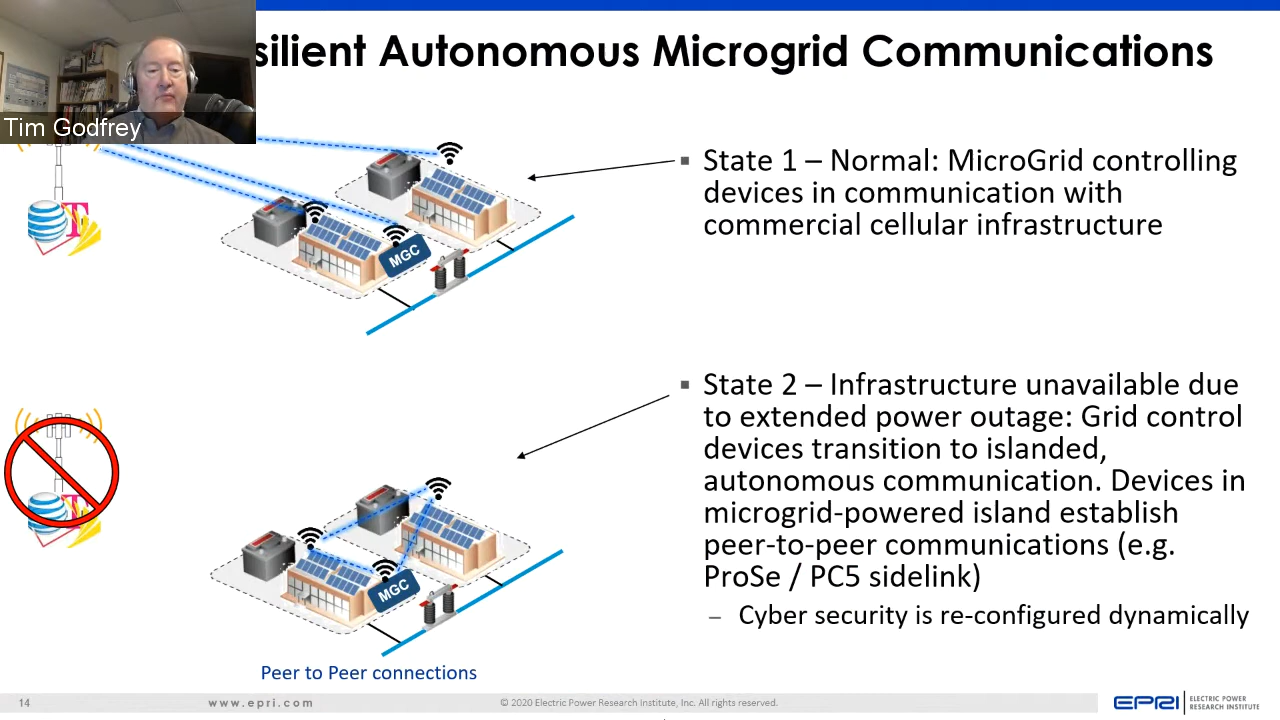 silient Autonomous Microgrid Communications
Tim Godfrey
T
MGC
▪ State 1 – Normal: MicroGrid controlling
devices in communication with
commercial cellular infrastructure
T
MGC
Peer to Peer connections
▪ State 2 – Infrastructure unavailable due
to extended power outage: Grid control
devices transition to islanded,
autonomous communication. Devices in
microgrid-powered island establish
peer-to-peer communications (e.g.
ProSe / PC5 sidelink)
– Cyber security is re-configured dynamically
14
www.epri.com
© 2020 Electric Power Research Institute, Inc. All rights reserved.
EPRI
ELECTRIC POWER
RESEARCH INSTITUTE